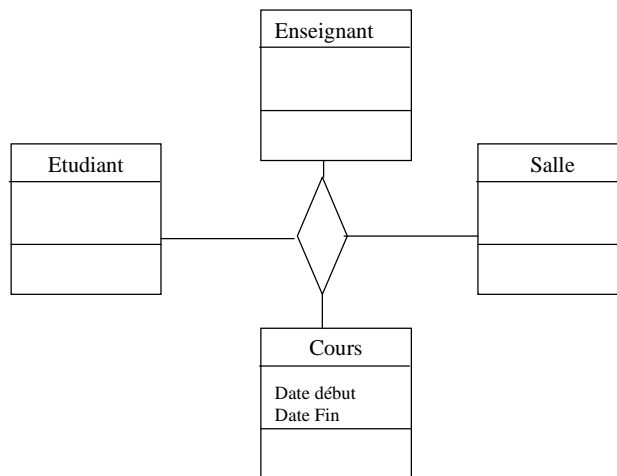 Enseignant
Etudiant
Salle
Cours
Date début
Date Fin